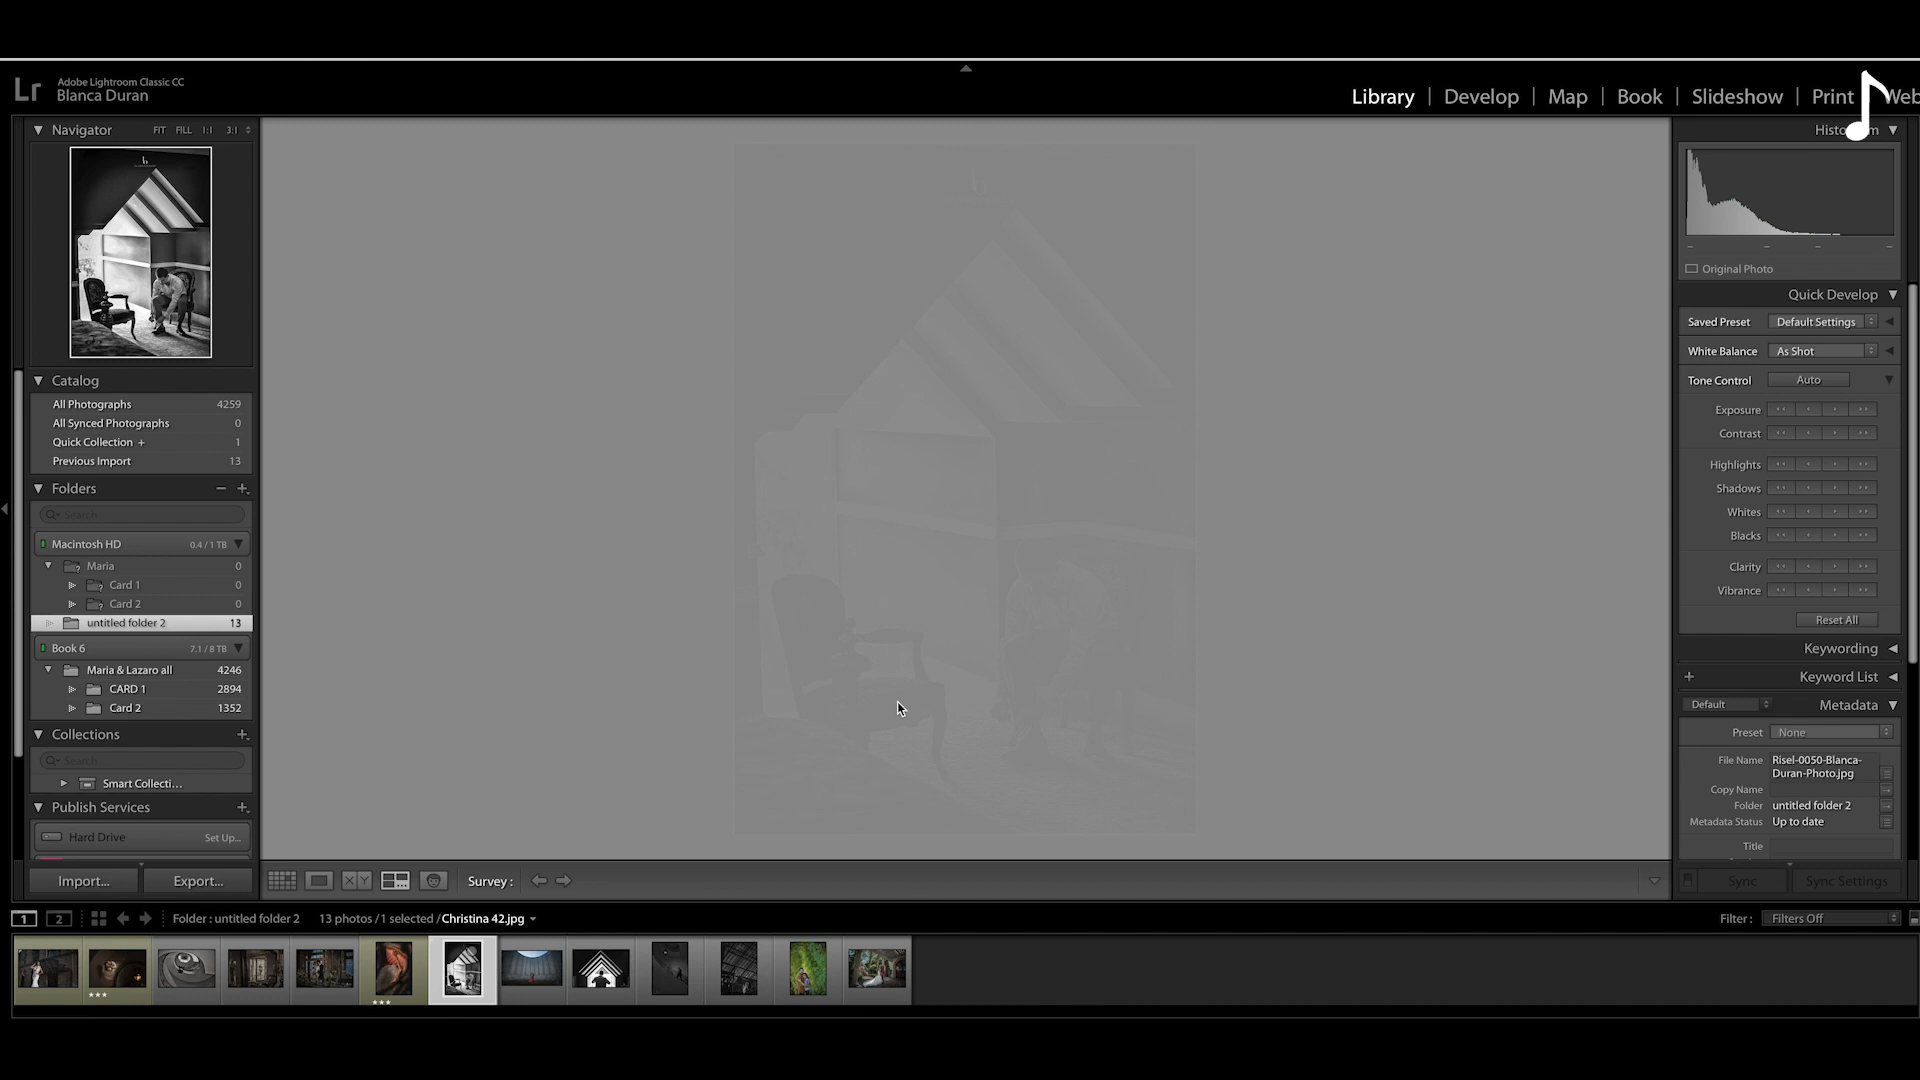 Lr
Adobe Lightroom Classic CC
Blanca Duran
Library | Develop | Map | Book | Slideshow | Print
Navigator FIT FILL 1:1 3:1
Catalog
All Photographs 4259
All Synced Photographs 0
Quick Collection + 1
Previous Import 13
Folders
Search
Macintosh HD 0.4 / 1 TB
Maria 0
Card 1 0
Card 2 0
untitled folder 2 13
Book 6 7.1 / 8 TB
Maria & Lazaro all 4246
CARD 1 2894
Card 2 1352
Collections
Search
Smart Collecti...
Publish Services
Hard Drive Set Up...
Import... Export...
Survey :
Original Photo
Quick Develop
Saved Preset Default Settings
White Balance As Shot
Tone Control Auto
Exposure
Contrast
Highlights
Shadows
Whites
Blacks
Clarity
Vibrance
Reset All
Keywording
Keyword List
Default Metadata
Preset None
File Name Risel-0050-Blanca-
Duran-Photo.jpg
Copy Name
Folder untitled folder 2
Metadata Status Up to date
Title
Sync Sync Settings
1 2 Folder : untitled folder 2 13 photos / 1 selected / Christina 42.jpg
Filter : Filters Off